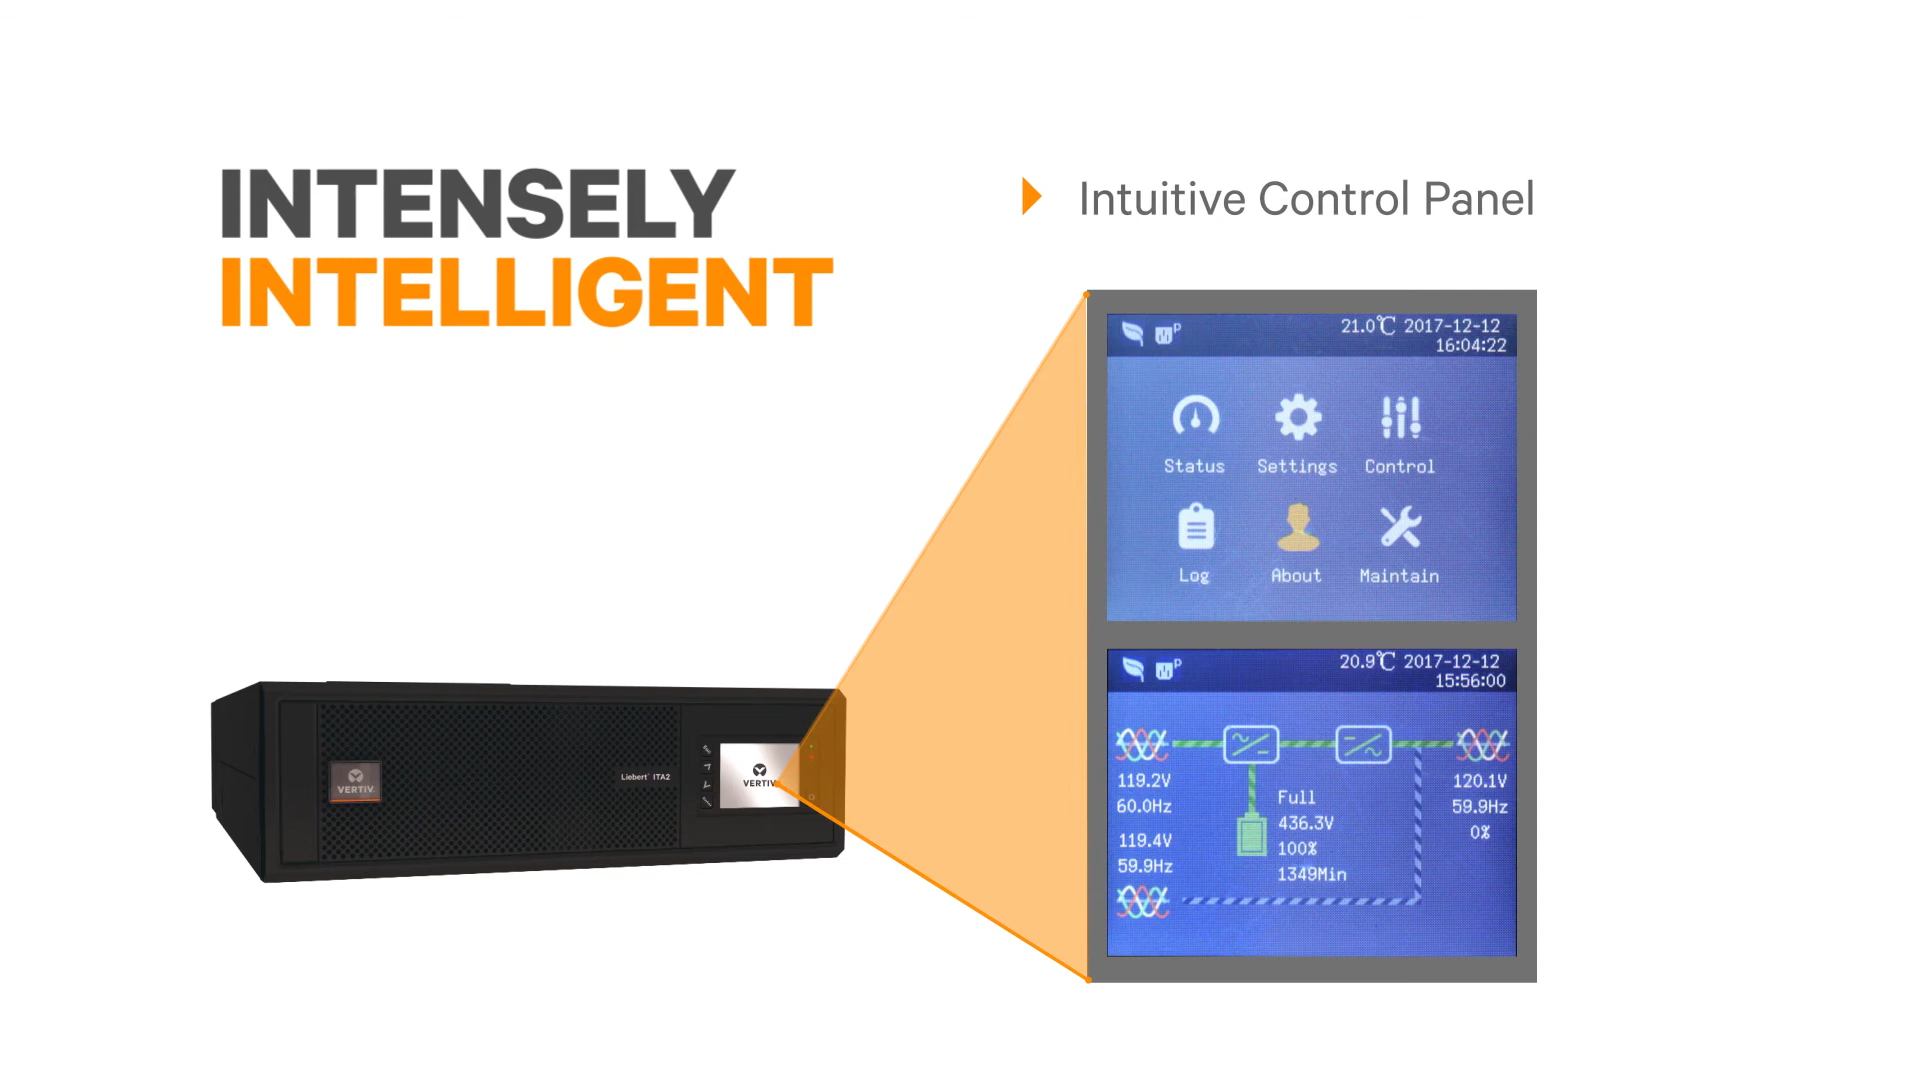 INTENSELY
INTELLIGENT
Intuitive Control Panel
P
21.0℃ 2017-12-12
16:04:22
Status Settings Control
Log About Maintain
P
20.9℃ 2017-12-12
15:56:00
119.2V
60.0Hz
119.4V
59.9Hz
Full
436.3V
100%
1349Min
120.1V
59.9Hz
0%
VERTIV.
Liebert® ITA2
VERTIV